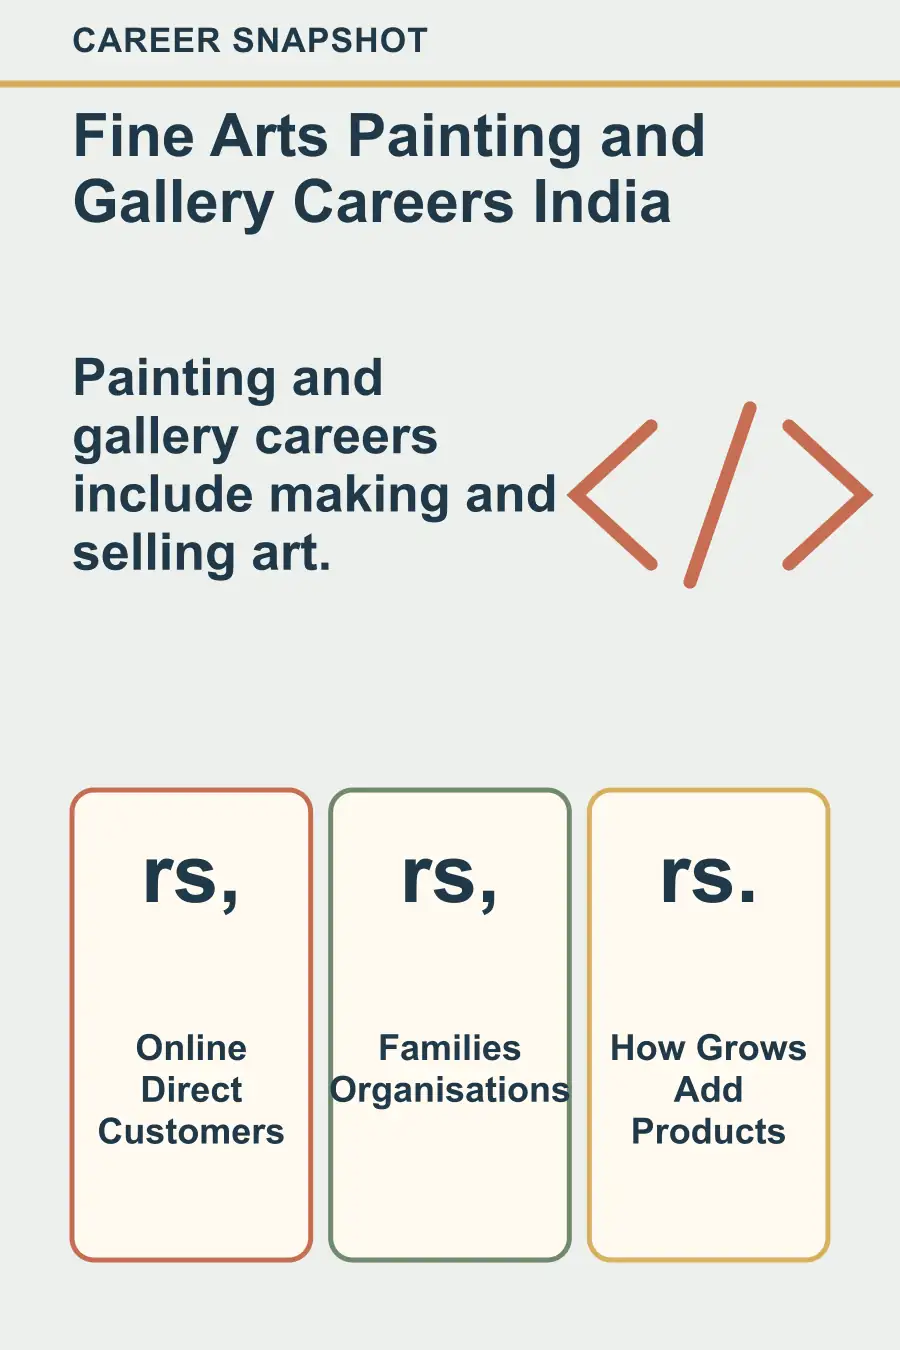 CAREER SNAPSHOT
Fine Arts Painting and
Gallery Careers India
Painting and
gallery careers
include making and
selling art.
rs,
rs,
rs.
Online
Direct
Customers
Families
Organisations
How Grows
Add
Products